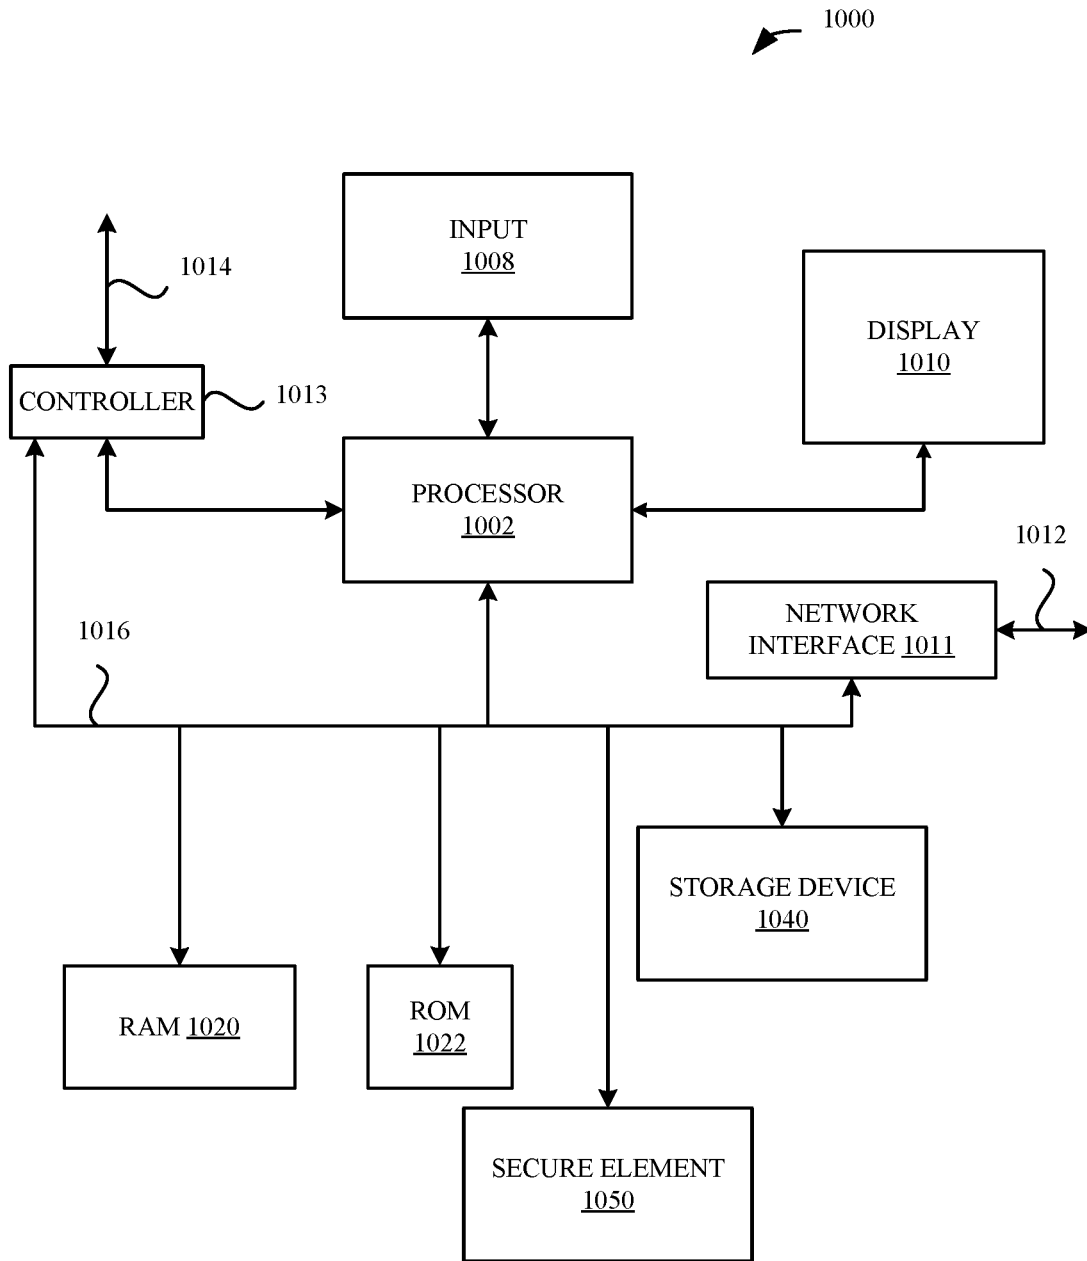 1000
INPUT
1008
1014
DISPLAY
1010
CONTROLLER
1013
PROCESSOR
1002
1012
NETWORK
INTERFACE 1011
1016
STORAGE DEVICE
1040
RAM 1020
ROM
1022
SECURE ELEMENT
1050